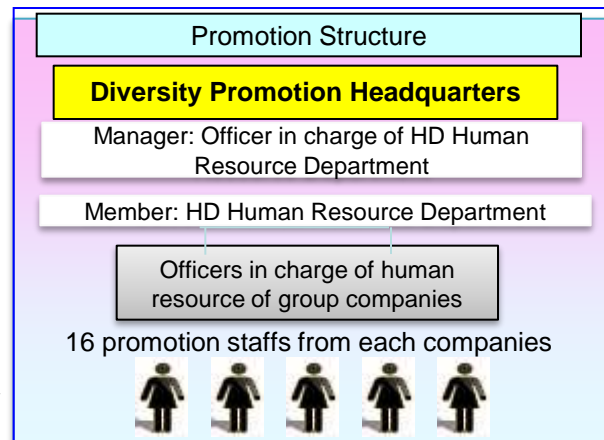 Promotion Structure
Diversity Promotion Headquarters
Manager: Officer in charge of HD Human
Resource Department
Member: HD Human Resource Department
Officers in charge of human
resource of group companies
16 promotion staffs from each companies